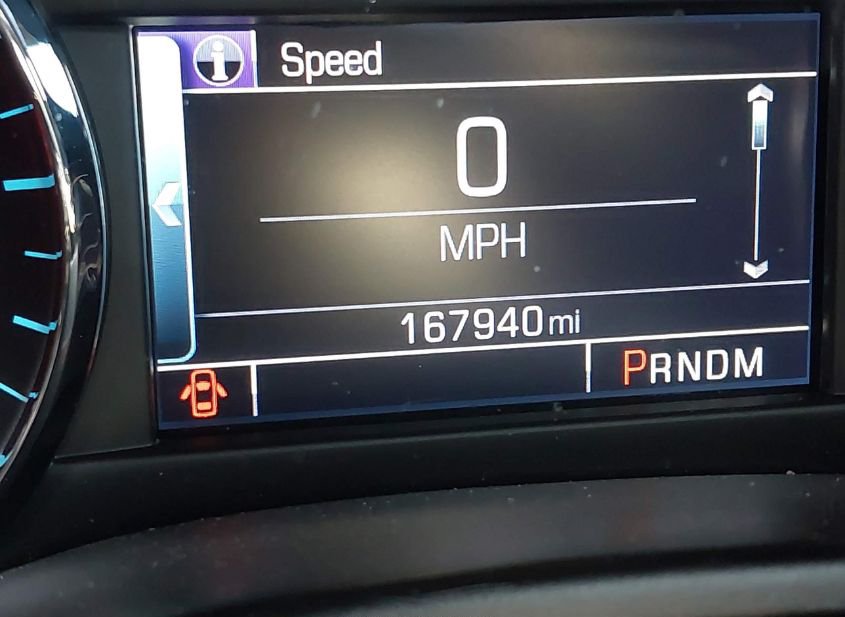 i Speed
0
MPH
167940mi
PRNDM